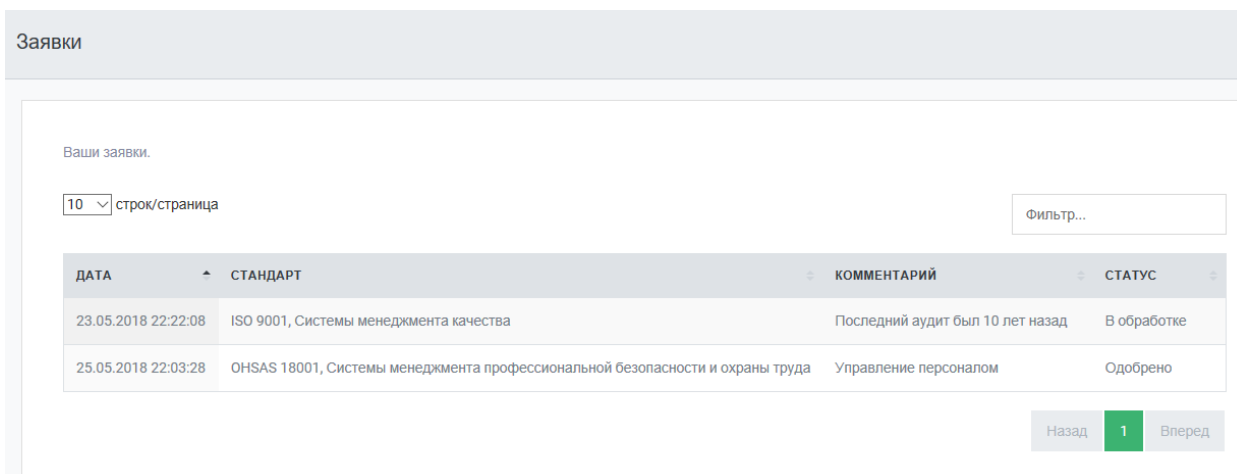 Заявки
Ваши заявки.
10 строк/страница
Фильтр...
ДАТА СТАНДАРТ КОММЕНТАРИЙ СТАТУС
23.05.2018 22:22:08 ISO 9001, Системы менеджмента качества Последний аудит был 10 лет назад В обработке
25.05.2018 22:03:28 OHSAS 18001, Системы менеджмента профессиональной безопасности и охраны труда Управление персоналом Одобрено
Назад 1 Вперед